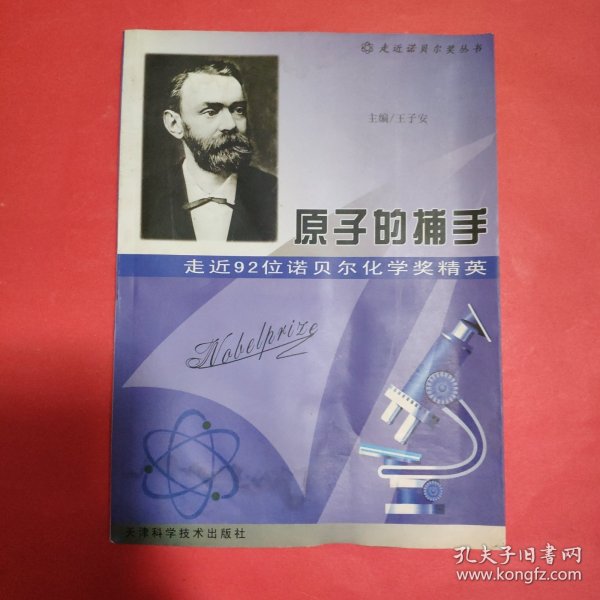 走近诺贝尔奖丛书
主编/王子安
原子的捕手
走近92位诺贝尔化学奖精英
Nobelprize
天津科学技术出版社
孔夫子旧书网
www.kongfz.com